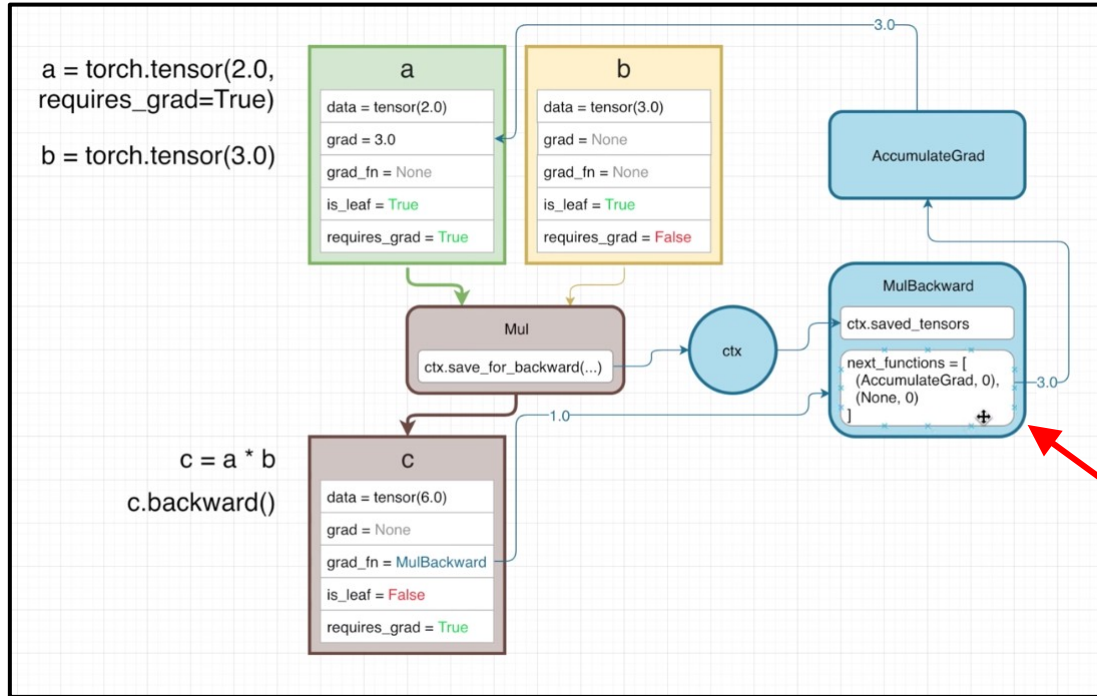 a = torch.tensor(2.0,
requires_grad=True)
b = torch.tensor(3.0)
a
data = tensor(2.0)
grad = 3.0
grad_fn = None
is_leaf = True
requires_grad = True
b
data = tensor(3.0)
grad = None
grad_fn = None
is_leaf = True
requires_grad = False
3.0
AccumulateGrad
Mul
ctx.save_for_backward(...)
ctx
MulBackward
ctx.saved_tensors
next_functions = [
(AccumulateGrad, 0),
(None, 0)
]
3.0
1.0
c = a * b
c.backward()
c
data = tensor(6.0)
grad = None
grad_fn = MulBackward
is_leaf = False
requires_grad = True